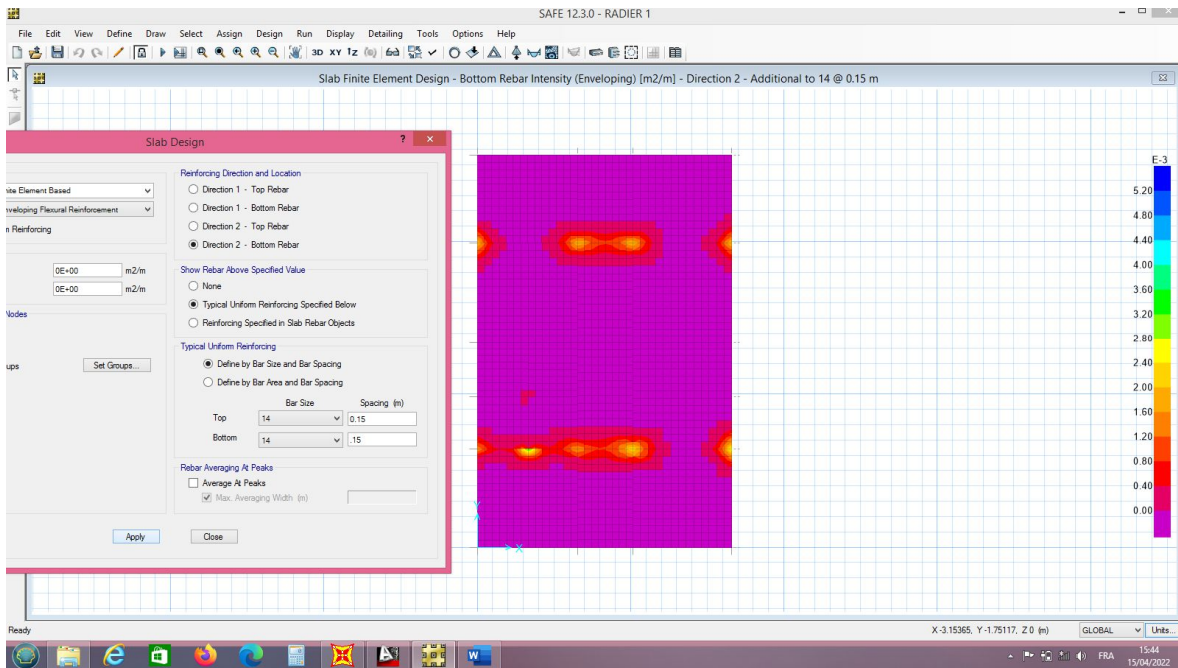 SAFE 12.3.0 - RADIER 1
File Edit View Define Draw Select Assign Design Run Display Detailing Tools Options Help
3D XY
Slab Finite Element Design - Bottom Rebar Intensity (Enveloping) [m2/m] - Direction 2 - Additional to 14 @ 0.15 m
Slab Design
Element Based
Flexural Reinforcement
Reinforcing
0E+00 m2/m
0E+00 m2/m
Nodes
Set Groups...
Reinforcing Direction and Location
Direction 1 - Top Rebar
Direction 1 - Bottom Rebar
Direction 2 - Top Rebar
Direction 2 - Bottom Rebar
Show Rebar Above Specified Value
None
Typical Uniform Reinforcing Specified Below
Reinforcing Specified in Slab Rebar Objects
Typical Uniform Reinforcing
Define by Bar Size and Bar Spacing
Define by Bar Area and Bar Spacing
Bar Size Spacing (m)
Top 14 0.15
Bottom 14 .15
Rebar Averaging At Peaks
Average At Peaks
Max. Averaging Width (m)
Apply Close
Y
X
E-3
5.20
4.80
4.40
4.00
3.60
3.20
2.80
2.40
2.00
1.60
1.20
0.80
0.40
0.00
Ready
X -3.15365, Y -1.75117, Z 0 (m) GLOBAL Units...
FRA 15:44
15/04/2022